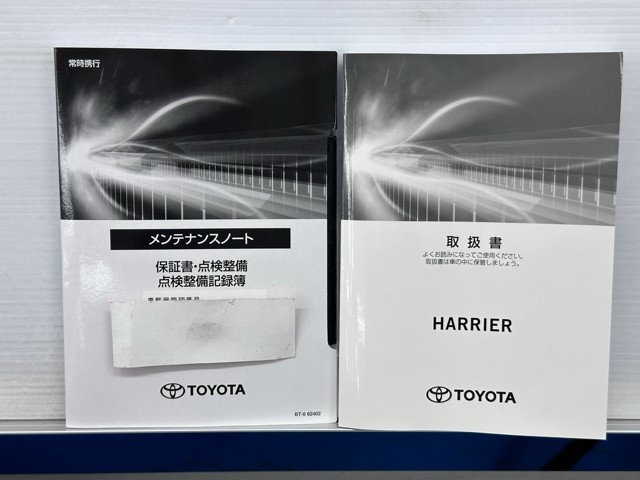 常時携行
メンテナンスノート
保証書・点検整備
点検整備記録簿
TOYOTA
BT-0 62402
取扱書
よくお読みになってご使用ください。
取扱書は車の中に保管しましょう。
HARRIER
TOYOTA